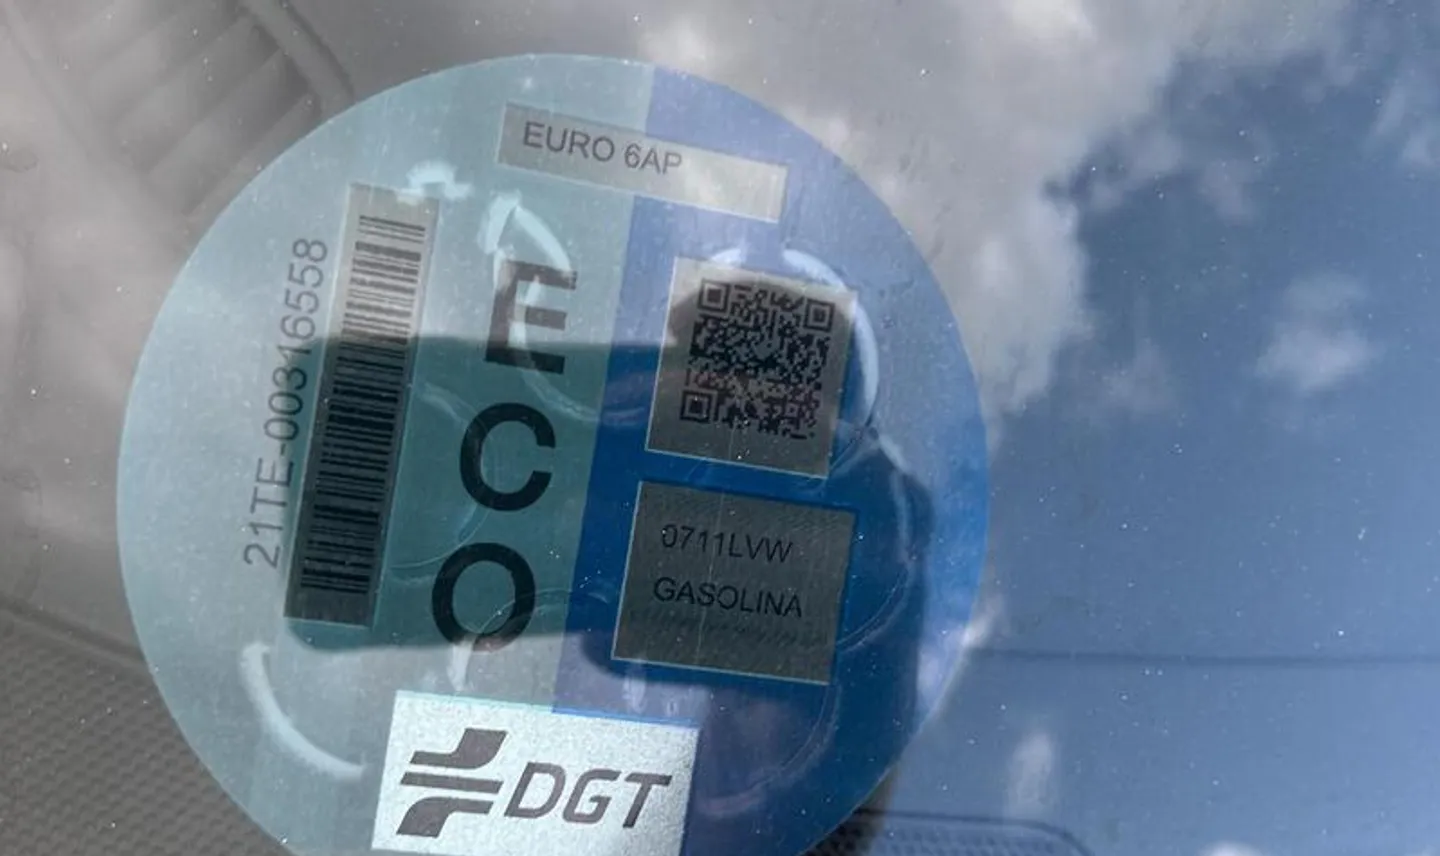 EURO 6AP
21TE-00316558
ECO
0711LVW
GASOLINA
DGT